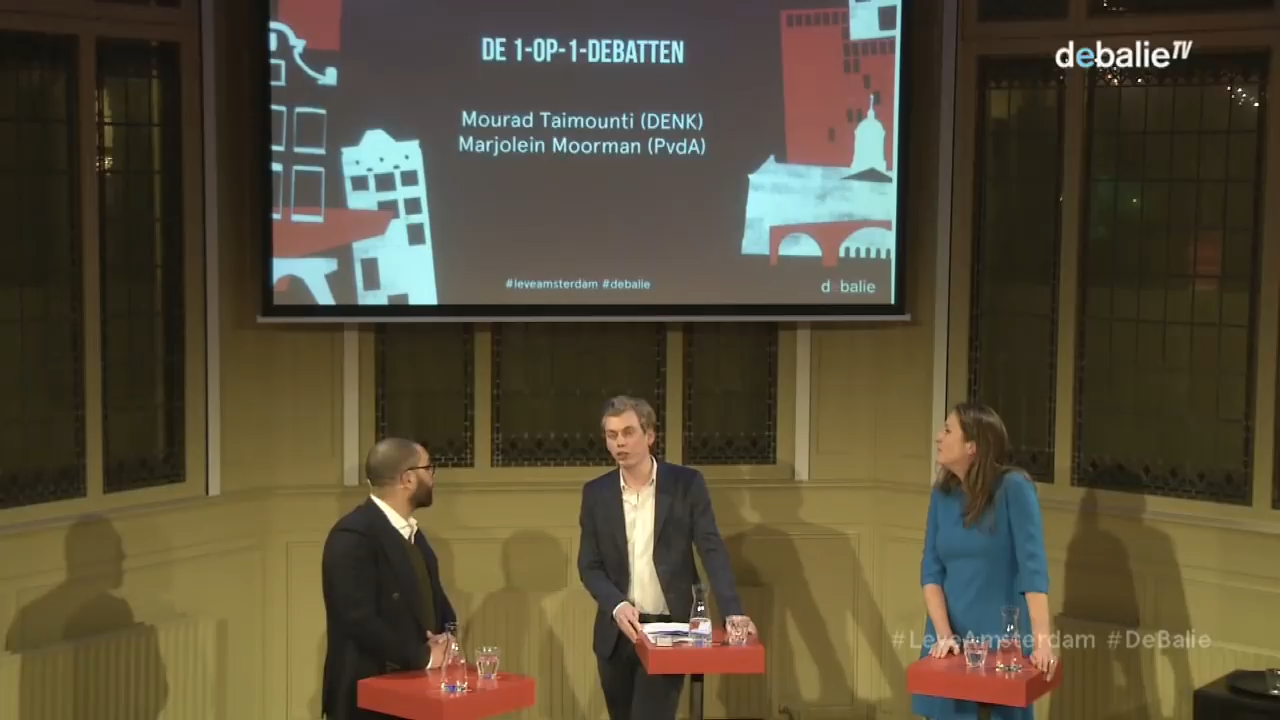 DE 1-OP-1-DEBATTEN
debalieTV
Mourad Taimounti (DENK)
Marjolein Moorman (PvdA)
#leveamsterdam #debalie
debalie
#LeveAmsterdam #DeBalie